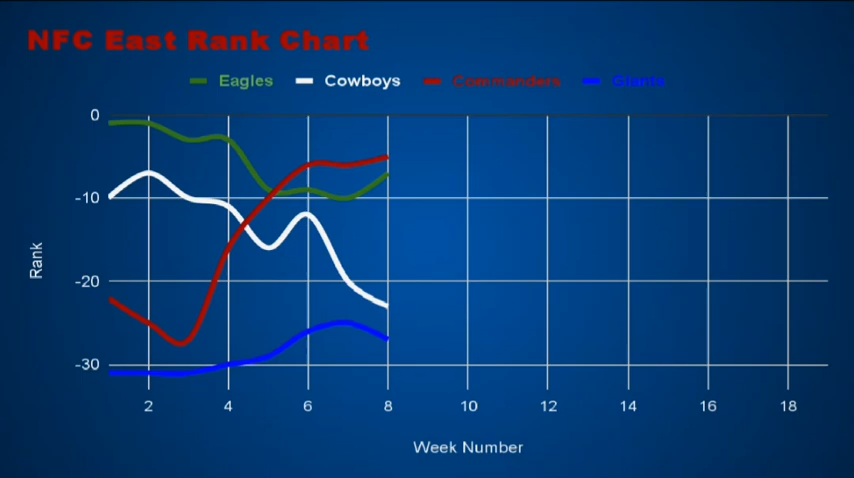 NFC East Rank Chart
Eagles Cowboys Commanders Giants
0
-10
-20
-30
Rank
2 4 6 8 10 12 14 16 18
Week Number